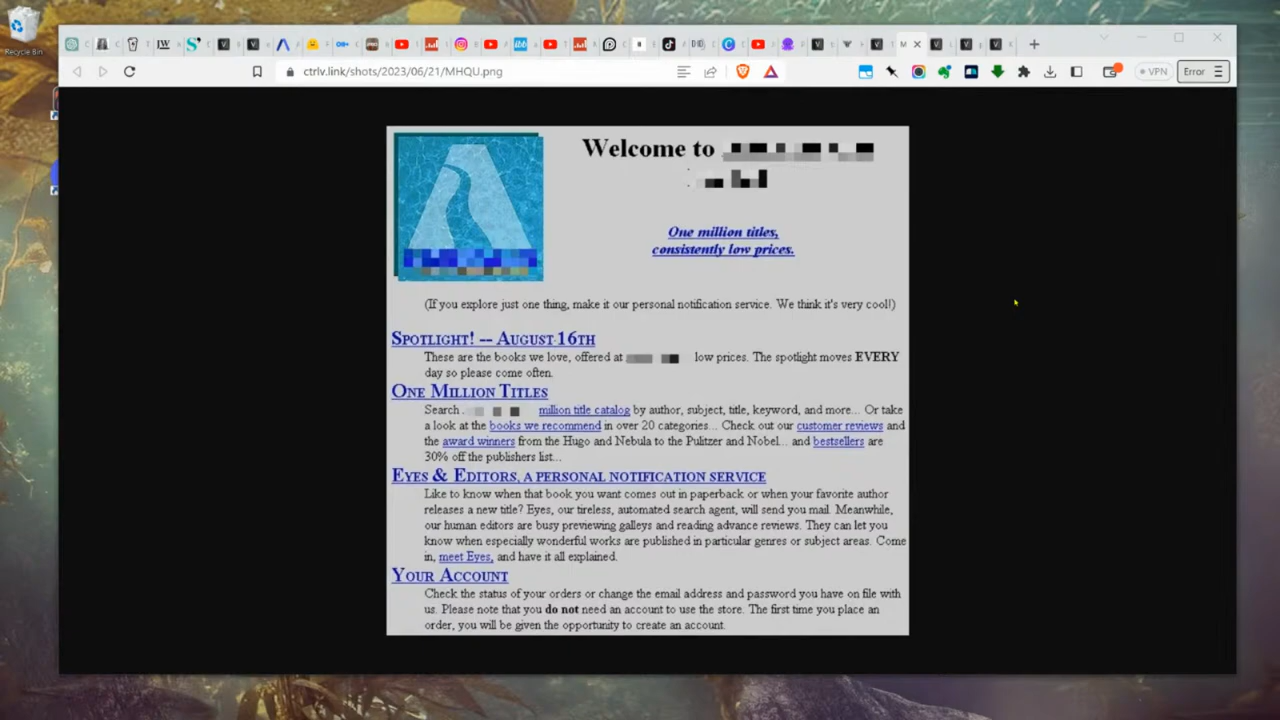 Recycle Bin
ctrlv.link/shots/2023/06/21/MHQU.png
VPN
Error
Welcome to
One million titles,
consistently low prices.
(If you explore just one thing, make it our personal notification service. We think it's very cool!)
SPOTLIGHT! -- AUGUST 16TH
These are the books we love, offered at low prices. The spotlight moves EVERY
day so please come often.
ONE MILLION TITLES
Search million title catalog by author, subject, title, keyword, and more... Or take
a look at the books we recommend in over 20 categories... Check out our customer reviews and
the award winners from the Hugo and Nebula to the Pulitzer and Nobel... and bestsellers are
30% off the publishers list...
EYES & EDITORS, A PERSONAL NOTIFICATION SERVICE
Like to know when that book you want comes out in paperback or when your favorite author
releases a new title? Eyes, our tireless, automated search agent, will send you mail. Meanwhile,
our human editors are busy previewing galleys and reading advance reviews. They can let you
know when especially wonderful works are published in particular genres or subject areas. Come
in, meet Eyes, and have it all explained.
YOUR ACCOUNT
Check the status of your orders or change the email address and password you have on file with
us. Please note that you do not need an account to use the store. The first time you place an
order, you will be given the opportunity to create an account.